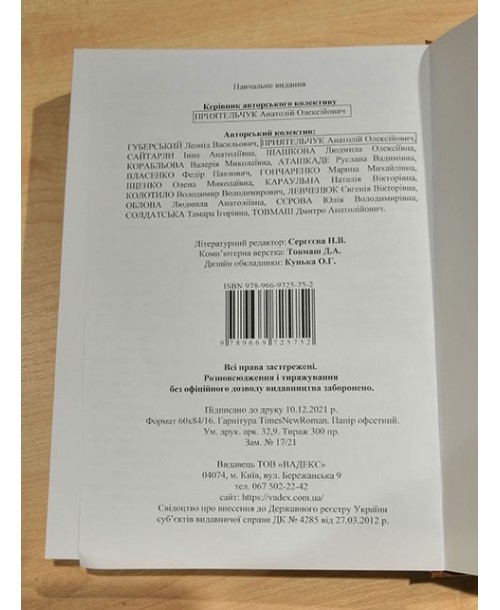 Навчальне видання
Керівник авторського колективу
ПРИЯТЕЛЬЧУК Анатолій Олексійович
Авторський колектив:
ГУБЕРСЬКИЙ Леонід Васильович, ПРИЯТЕЛЬЧУК Анатолій Олексійович,
САЙТАРЛИ Інна Анатоліївна, ШАШКОВА Людмила Олексіївна,
КОРАБЛЬОВА Валерія Миколаївна, АТАШКАДЕ Руслана Вадимівна,
ВЛАСЕНКО Федір Павлович, ГОНЧАРЕНКО Марина Михайлівна,
ІЩЕНКО Олена Миколаївна, КАРАУЛЬНА Наталія Вікторівна,
КОЛОТИЛО Володимир Володимирович, ЛЕВЧЕНЮК Євгенія Вікторівна,
ОБЛОВА Людмила Анатоліївна, СЄРОВА Юлія Володимирівна,
СОЛДАТСЬКА Тамара Ігорівна, ТОВМАШ Дмитро Анатолійович.
Літературний редактор: Сергєєва Н.В.
Комп’ютерна верстка: Товмаш Д.А.
Дизайн обкладинки: Кунька О.Г.
ISBN 978-966-9725-75-2
9 789669 725752
Всі права застережені.
Розповсюдження і тиражування
без офіційного дозволу видавництва заборонено.
Підписано до друку 10.12.2021 р.
Формат 60x84/16. Гарнітура TimesNewRoman. Папір офсетний.
Ум. друк. арк. 32,9. Тираж 300 пр.
Зам. № 17/21
Видавець ТОВ «ВАДЕКС»
04074, м. Київ, вул. Бережанська 9
тел. 067 502-22-42
сайт: https://vadex.com.ua/
Свідоцтво про внесення до Державного реєстру України
суб’єктів видавничої справи ДК № 4285 від 27.03.2012 р.